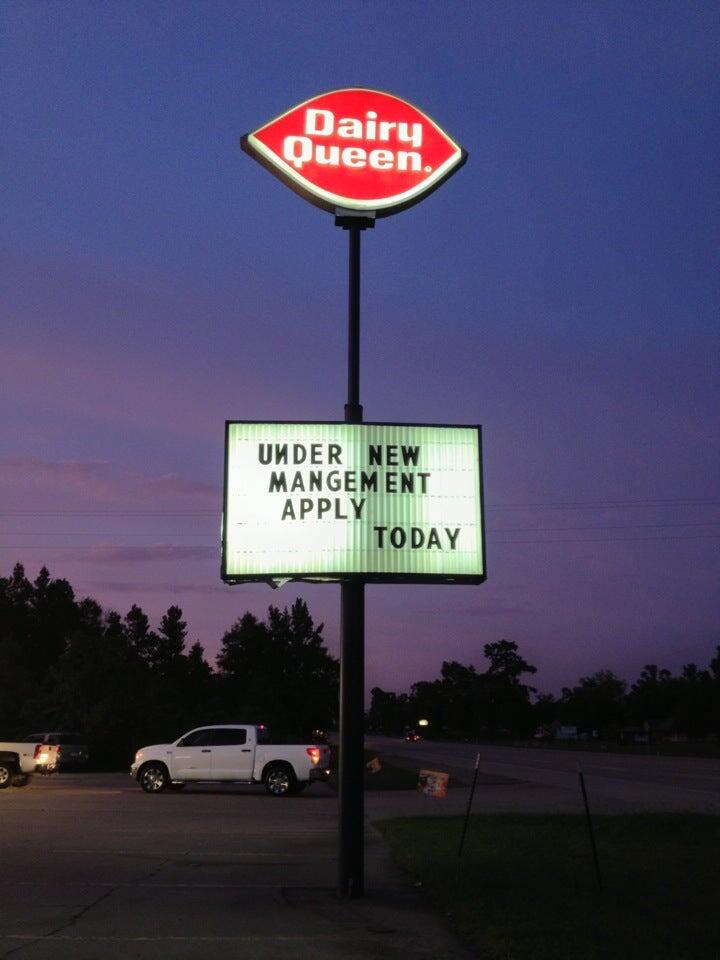 Dairy
Queen.
UNDER NEW
MANGEMENT
APPLY
TODAY